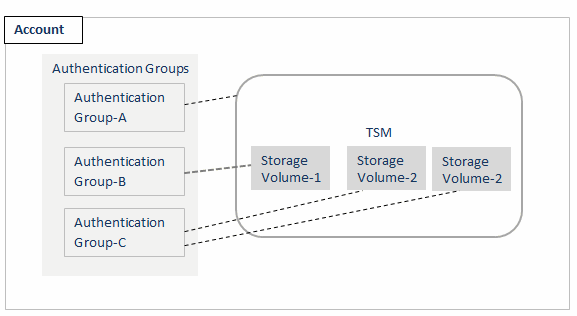 Account
Authentication Groups
Authentication
Group-A
Authentication
Group-B
Authentication
Group-C
TSM
Storage
Volume-1
Storage
Volume-2
Storage
Volume-2